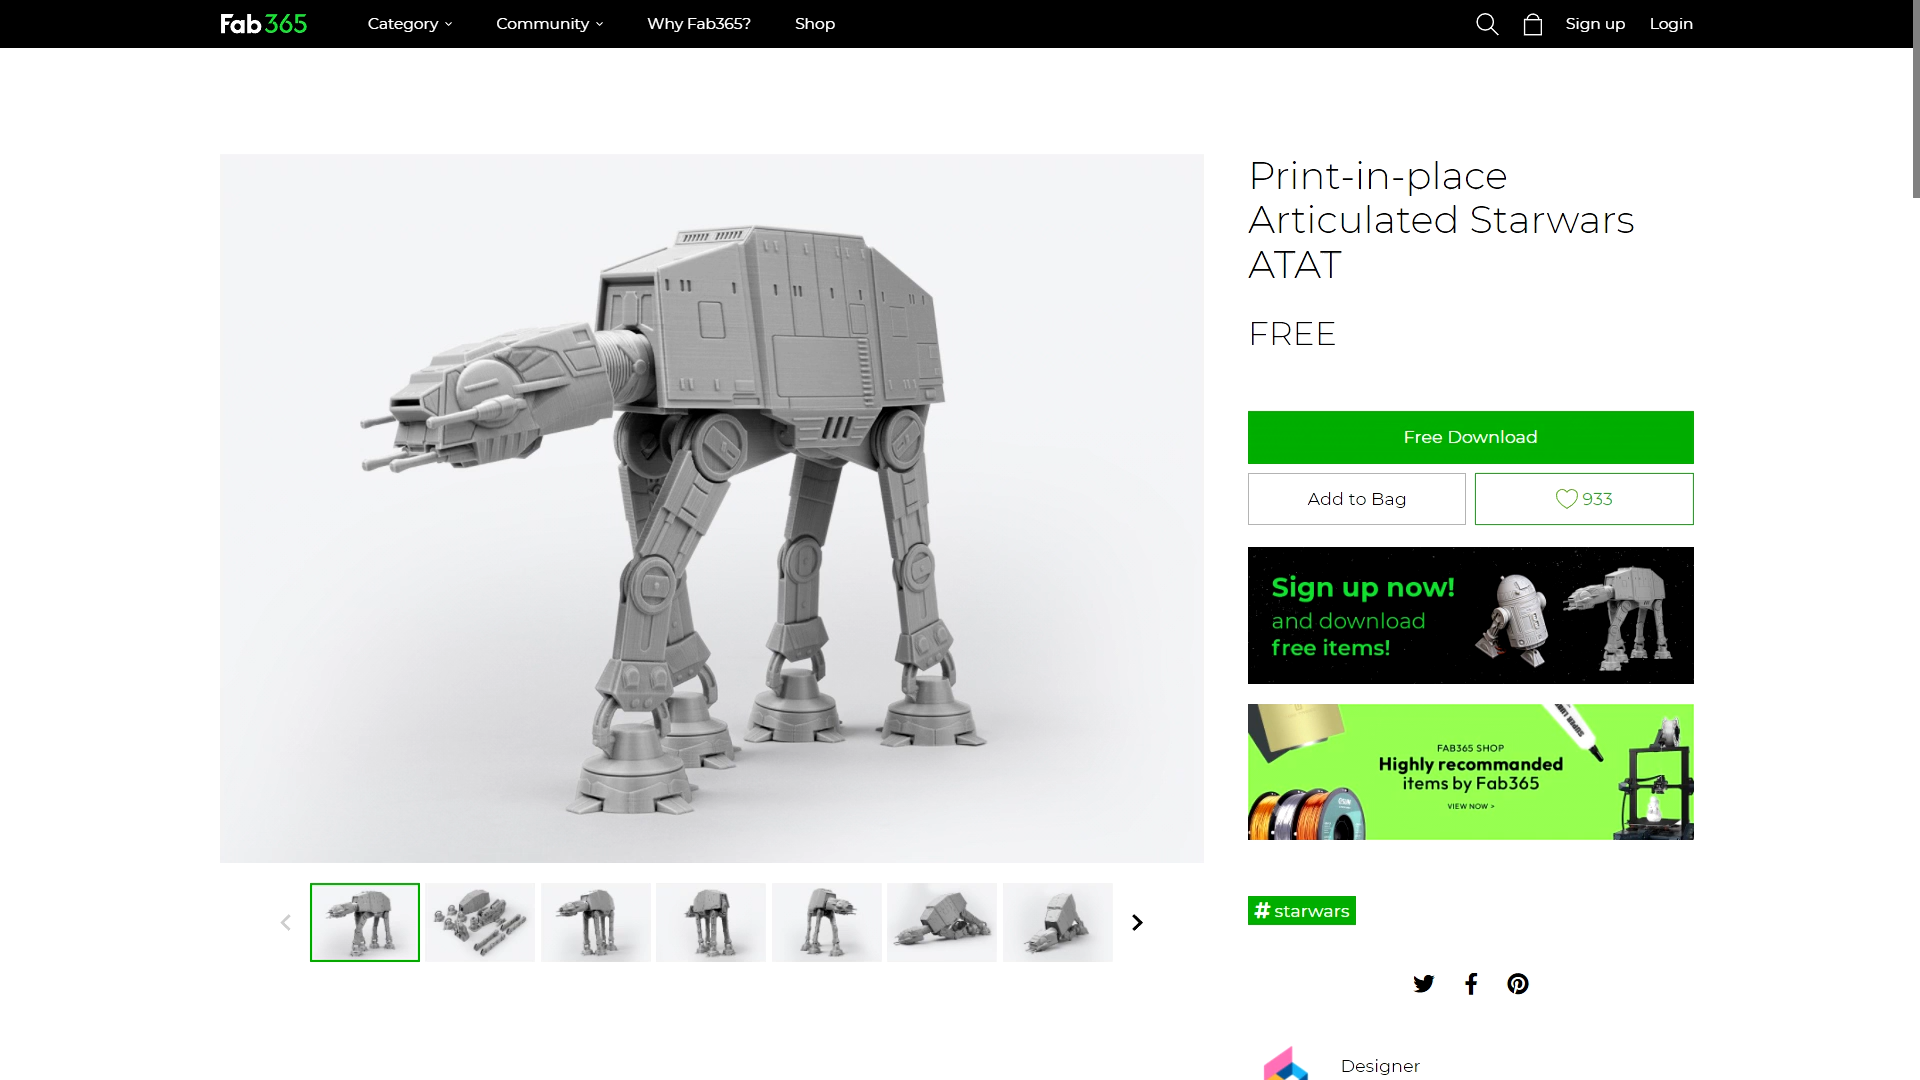 Fab365
Category
Community
Why Fab365?
Shop
Sign up
Login
Print-in-place
Articulated Starwars
ATAT
FREE
Free Download
Add to Bag
933
Sign up now!
and download
free items!
FAB365 SHOP
Highly recommanded
items by Fab365
VIEW NOW >
# starwars
Designer